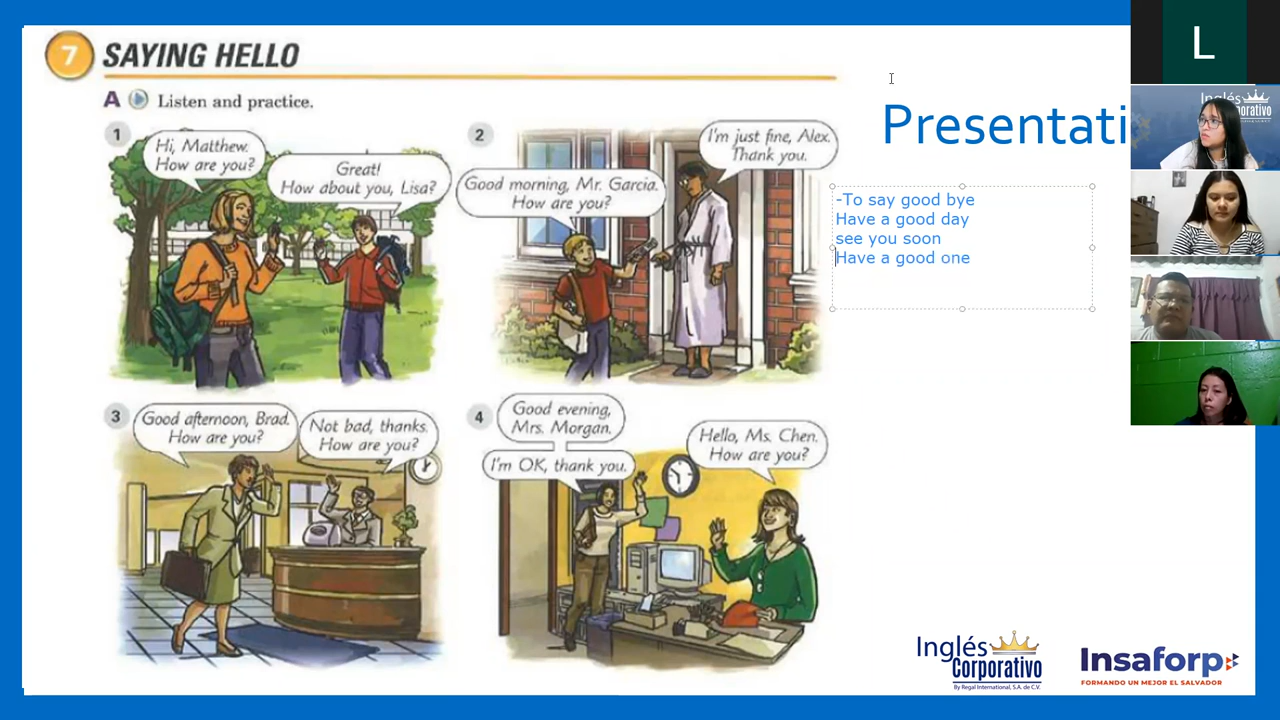 7 SAYING HELLO
A Listen and practice.
1
Hi, Matthew.
How are you?
Great!
How about you, Lisa?
2
Good morning, Mr. Garcia.
How are you?
I'm just fine, Alex.
Thank you.
3
Good afternoon, Brad.
How are you?
Not bad, thanks.
How are you?
4
Good evening,
Mrs. Morgan.
I'm OK, thank you.
Hello, Ms. Chen.
How are you?
Presentati
-To say good bye
Have a good day
see you soon
Have a good one
L
Inglés
Corporativo
By Regal International, S.A. de C.V.
Insaforp
FORMANDO UN MEJOR EL SALVADOR
Inglés
orporativo